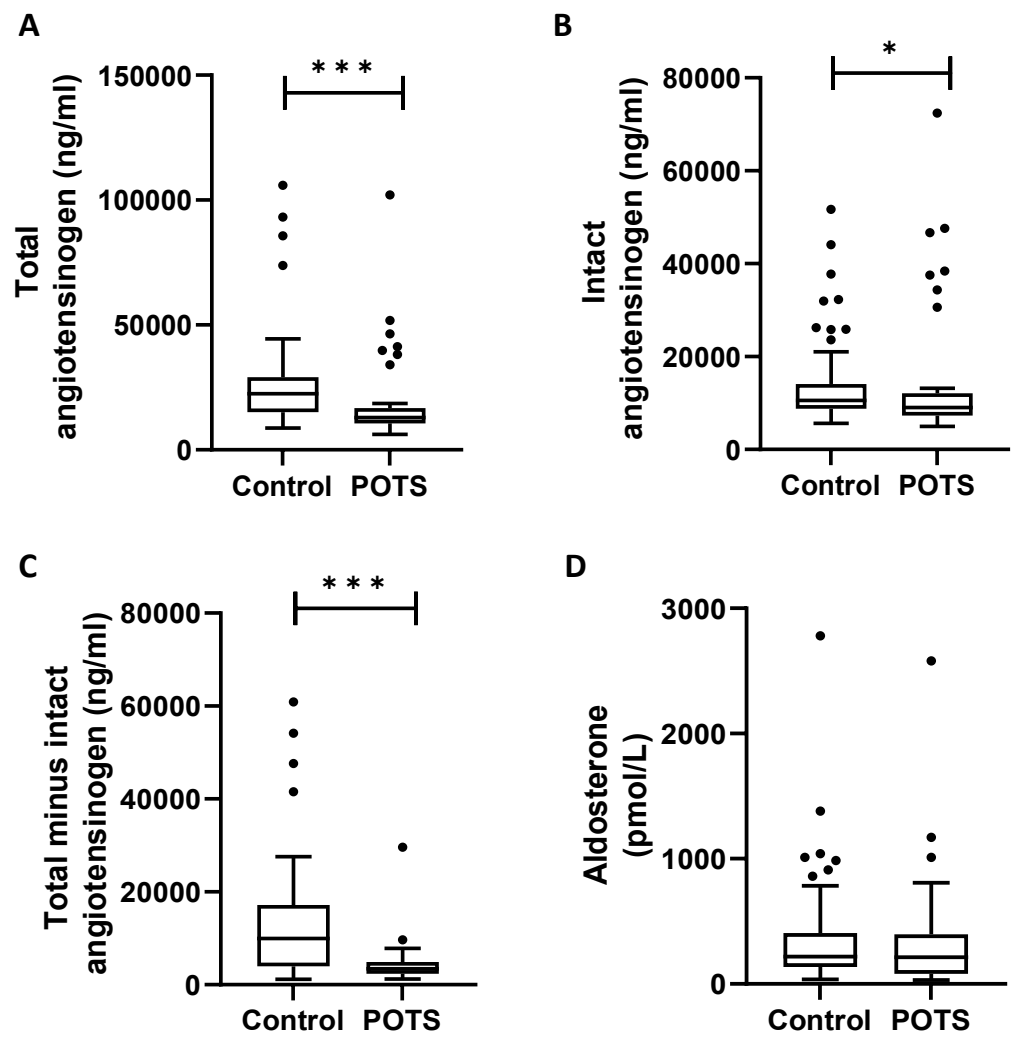 A
Total
angiotensinogen (ng/ml)
150000
100000
50000
0
***
Control POTS
B
Intact
angiotensinogen (ng/ml)
80000
60000
40000
20000
0
*
Control POTS
C
Total minus intact
angiotensinogen (ng/ml)
80000
60000
40000
20000
0
***
Control POTS
D
Aldosterone
(pmol/L)
3000
2000
1000
0
Control POTS